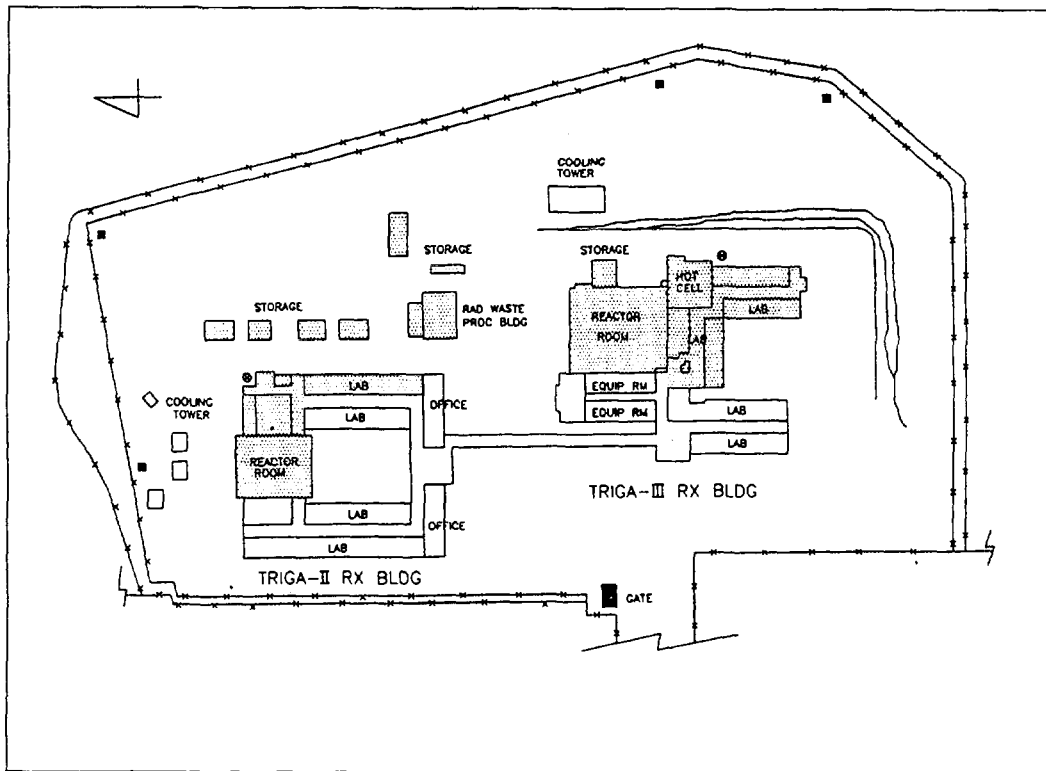 COOLING
TOWER
STORAGE
STORAGE
HOT
CELL
STORAGE
RAD WASTE
PROC BLDG
REACTOR
ROOM
LAB
LAB
LAB
OFFICE
EQUIP RM
EQUIP RM
COOLING
TOWER
LAB
LAB
LAB
REACTOR
ROOM
TRIGA-III RX BLDG
LAB
OFFICE
LAB
TRIGA-II RX BLDG
GATE